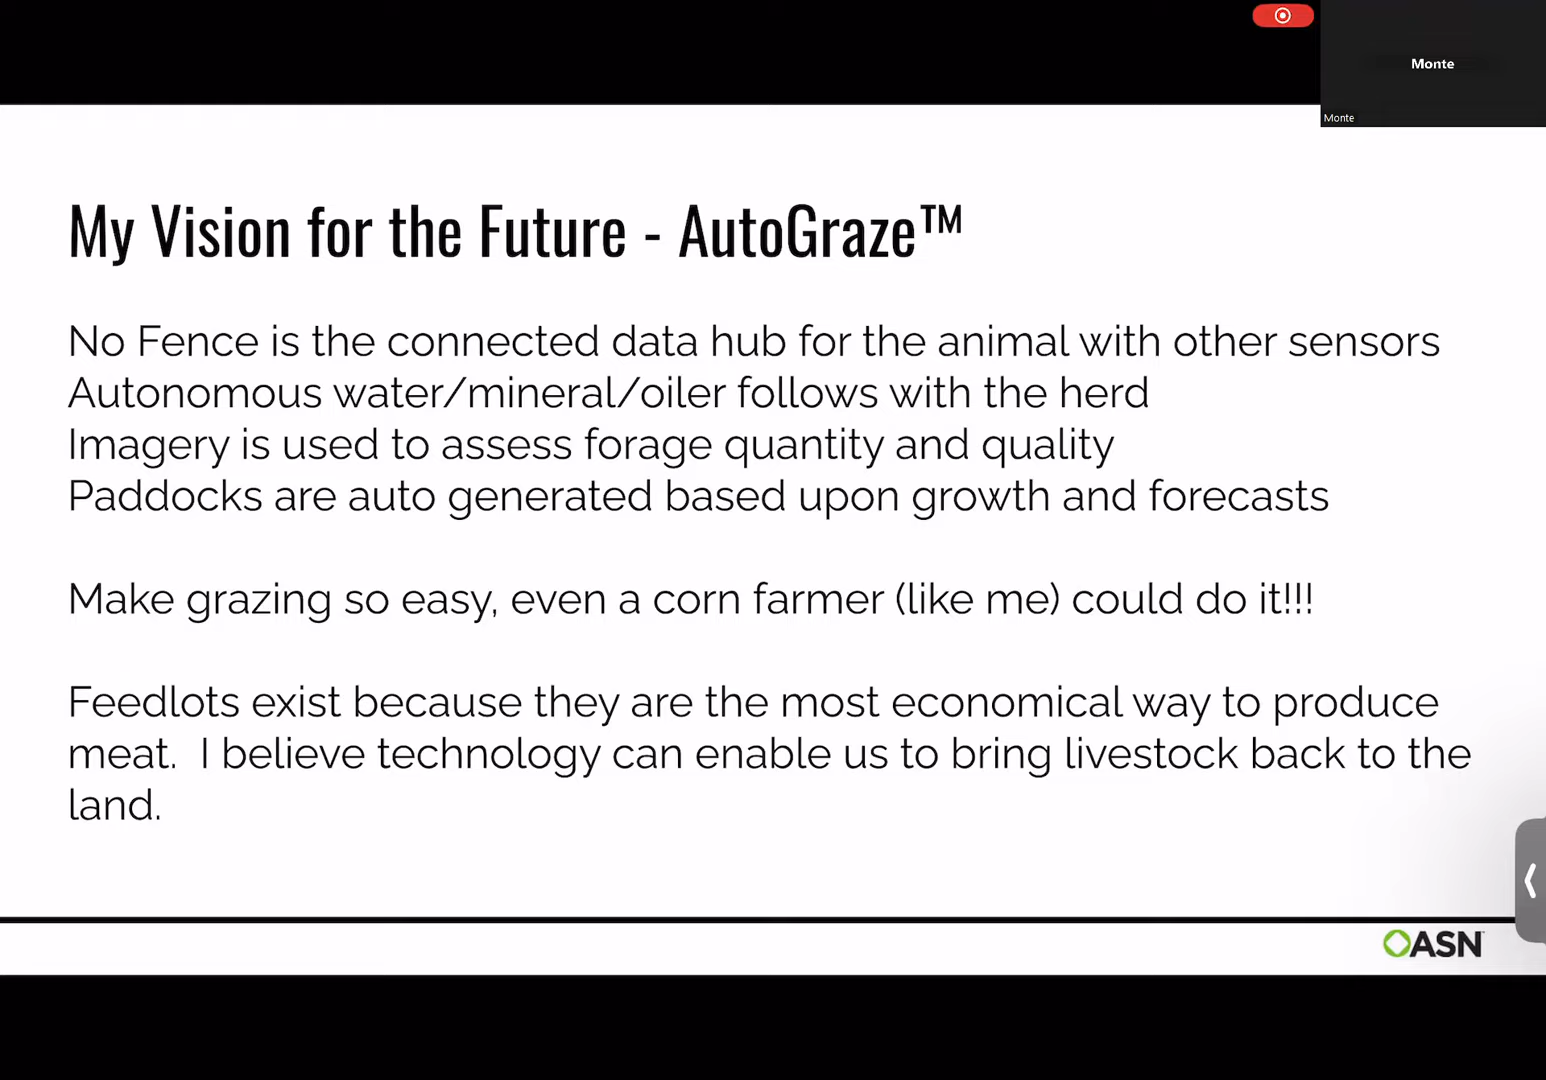 Monte
Monte
My Vision for the Future - AutoGraze™
No Fence is the connected data hub for the animal with other sensors
Autonomous water/mineral/oiler follows with the herd
Imagery is used to assess forage quantity and quality
Paddocks are auto generated based upon growth and forecasts
Make grazing so easy, even a corn farmer (like me) could do it!!!
Feedlots exist because they are the most economical way to produce
meat.  I believe technology can enable us to bring livestock back to the
land.
ASN